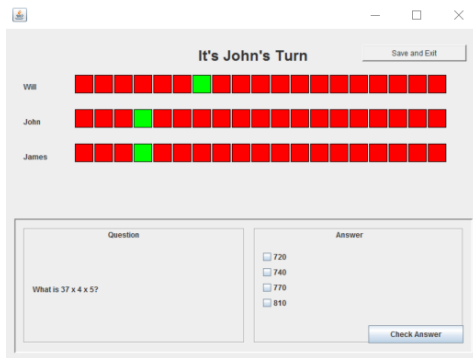 It's John's Turn
Save and Exit
Will
John
James
Question
Answer
What is 37 x 4 x 5?
720
740
770
810
Check Answer